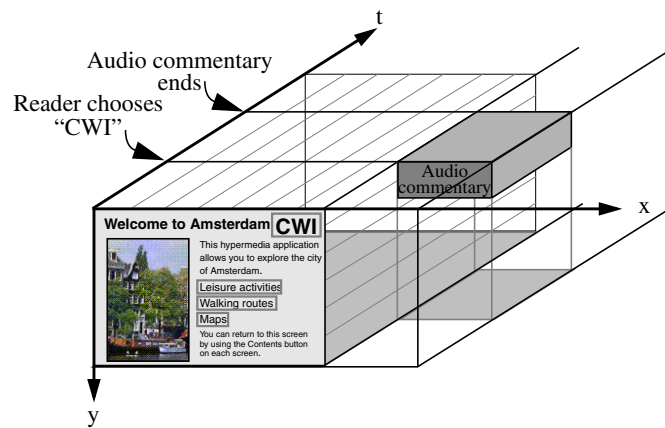 t
Audio commentary
ends
Reader chooses
“CWI”
Audio
commentary
x
Welcome to Amsterdam
CWI
This hypermedia application
allows you to explore the city
of Amsterdam.
Leisure activities
Walking routes
Maps
You can return to this screen
by using the Contents button
on each screen.
y